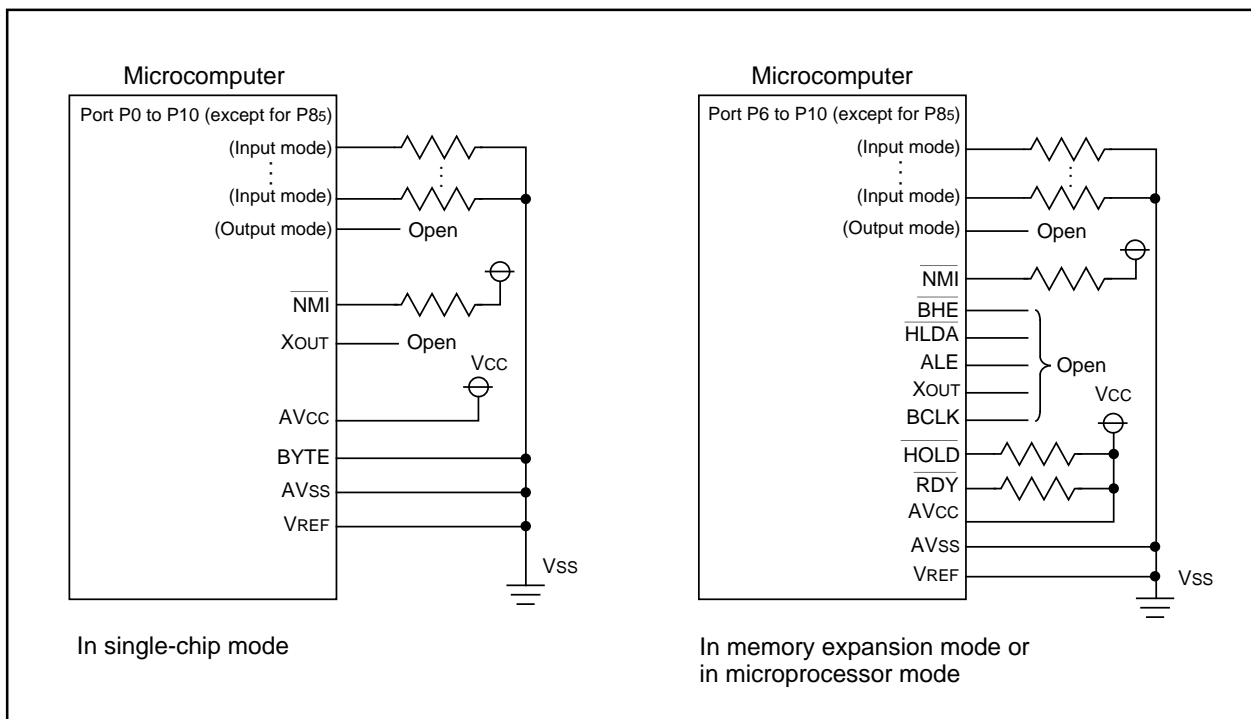 Microcomputer
Port P0 to P10 (except for P85)
(Input mode)
(Input mode)
(Output mode)
Open
NMI
XOUT
Open
VCC
AVCC
BYTE
AVSS
VREF
VSS
In single-chip mode
Microcomputer
Port P6 to P10 (except for P85)
(Input mode)
(Input mode)
(Output mode)
Open
NMI
BHE
HLDA
ALE
Open
XOUT
VCC
BCLK
HOLD
RDY
AVCC
AVSS
VREF
VSS
In memory expansion mode or
in microprocessor mode